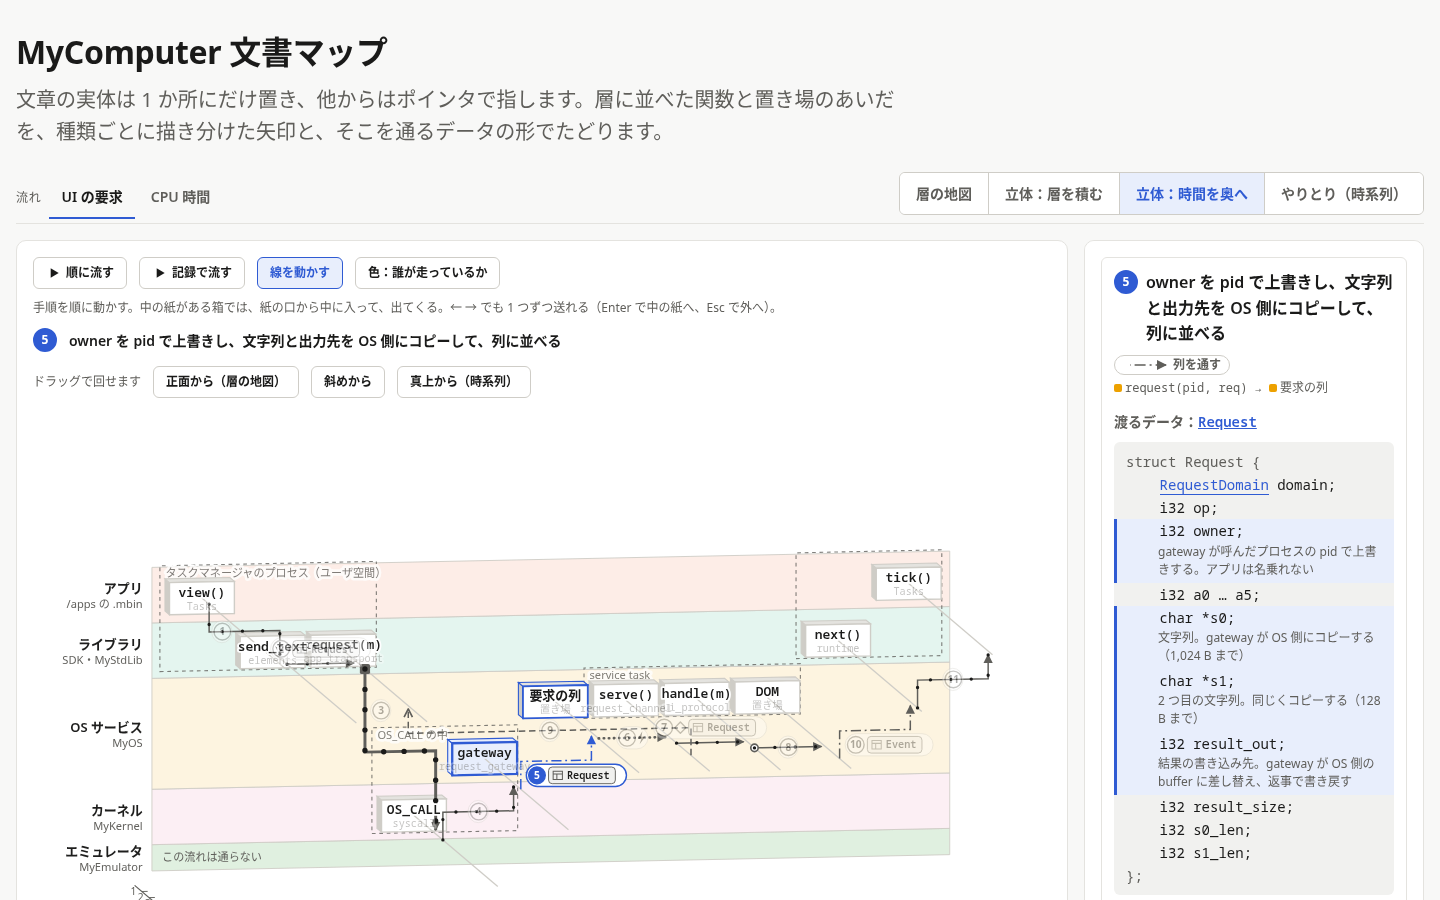 MyComputer 文書マップ
文章の実体は 1 か所にだけ置き、他からはポインタで指します。層に並べた関数と置き場のあいだ
を、種類ごとに描き分けた矢印と、そこを通るデータの形でたどります。
流れ
UI の要求
CPU 時間
層の地図
立体：層を積む
立体：時間を奥へ
やりとり（時系列）
▶ 順に流す
▶ 記録で流す
線を動かす
色：誰が走っているか
手順を順に動かす。中の紙がある箱では、紙の口から中に入って、出てくる。← → でも 1 つずつ送れる（Enter で中の紙へ、Esc で外へ）。
5 owner を pid で上書きし、文字列と出力先を OS 側にコピーして、列に並べる
ドラッグで回せます
正面から（層の地図）
斜めから
真上から（時系列）
アプリ
/apps の .mbin
ライブラリ
SDK・MyStdLib
OS サービス
MyOS
カーネル
MyKernel
エミュレータ
MyEmulator
タスクマネージャのプロセス（ユーザ空間）
view()
Tasks
send_text
request(m)
tick()
Tasks
next()
runtime
service task
要求の列
置き場
serve()
request_channel
handle(m)
DOM
置き場
3
9
6
7
Request
8
10
Event
11
OS_CALL の中
gateway
5
Request
OS_CALL
syscall
4
この流れは通らない
5
owner を pid で上書きし、文字列
と出力先を OS 側にコピーして、
列に並べる
列を通す
request(pid, req) → 要求の列
渡るデータ：Request
struct Request {
RequestDomain domain;
i32 op;
i32 owner;
gateway が呼んだプロセスの pid で上書
きする。アプリは名乗れない
i32 a0 … a5;
char *s0;
文字列。gateway が OS 側にコピーする
（1,024 B まで）
char *s1;
2 つ目の文字列。同じくコピーする（128
B まで）
i32 result_out;
結果の書き込み先。gateway が OS 側の
buffer に差し替え、返事で書き戻す
i32 result_size;
i32 s0_len;
i32 s1_len;
};